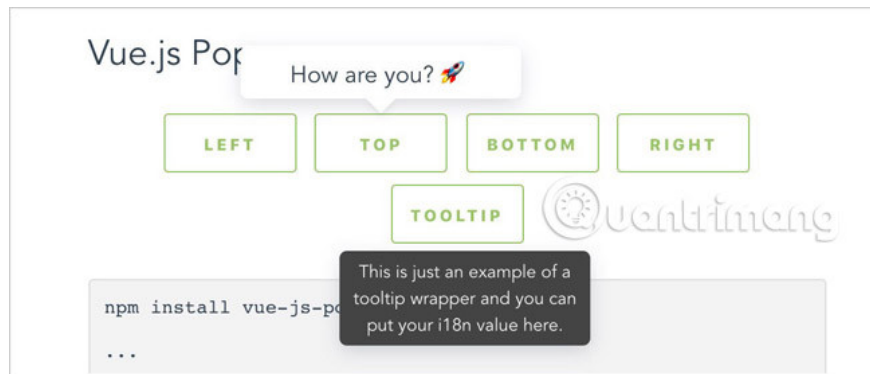 Vue.js Pop
How are you? 🚀
LEFT
TOP
BOTTOM
RIGHT
TOOLTIP
Quantrimang
This is just an example of a
tooltip wrapper and you can
put your i18n value here.
npm install vue-js-po
...